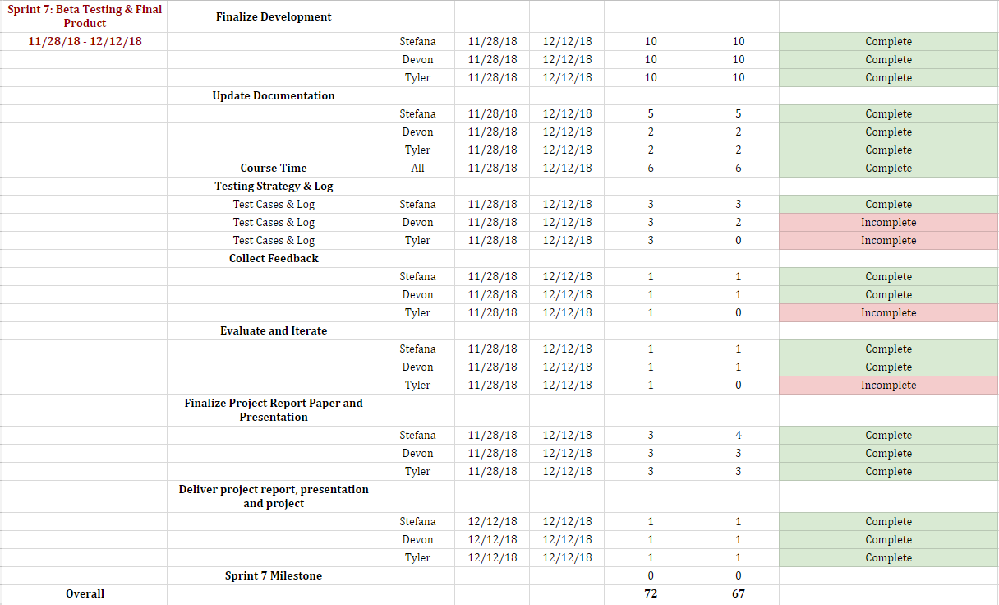 Sprint 7: Beta Testing & Final Product Finalize Development
11/28/18 - 12/12/18 Stefana 11/28/18 12/12/18 10 10 Complete
Devon 11/28/18 12/12/18 10 10 Complete
Tyler 11/28/18 12/12/18 10 10 Complete
Update Documentation
Stefana 11/28/18 12/12/18 5 5 Complete
Devon 11/28/18 12/12/18 2 2 Complete
Tyler 11/28/18 12/12/18 2 2 Complete
Course Time All 11/28/18 12/12/18 6 6 Complete
Testing Strategy & Log
Test Cases & Log Stefana 11/28/18 12/12/18 3 3 Complete
Test Cases & Log Devon 11/28/18 12/12/18 3 2 Incomplete
Test Cases & Log Tyler 11/28/18 12/12/18 3 0 Incomplete
Collect Feedback
Stefana 11/28/18 12/12/18 1 1 Complete
Devon 11/28/18 12/12/18 1 1 Complete
Tyler 11/28/18 12/12/18 1 0 Incomplete
Evaluate and Iterate
Stefana 11/28/18 12/12/18 1 1 Complete
Devon 11/28/18 12/12/18 1 1 Complete
Tyler 11/28/18 12/12/18 1 0 Incomplete
Finalize Project Report Paper and
Presentation
Stefana 11/28/18 12/12/18 3 4 Complete
Devon 11/28/18 12/12/18 3 3 Complete
Tyler 11/28/18 12/12/18 3 3 Complete
Deliver project report, presentation
and project
Stefana 12/12/18 12/12/18 1 1 Complete
Devon 12/12/18 12/12/18 1 1 Complete
Tyler 12/12/18 12/12/18 1 1 Complete
Sprint 7 Milestone 0 0
Overall 72 67